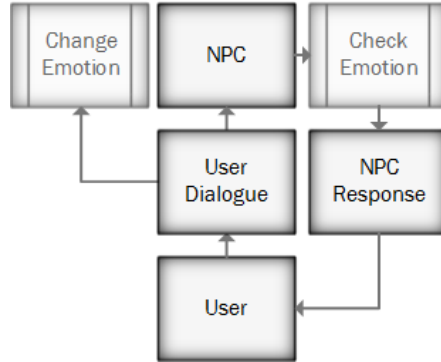 Change
Emotion
NPC
Check
Emotion
User
Dialogue
NPC
Response
User